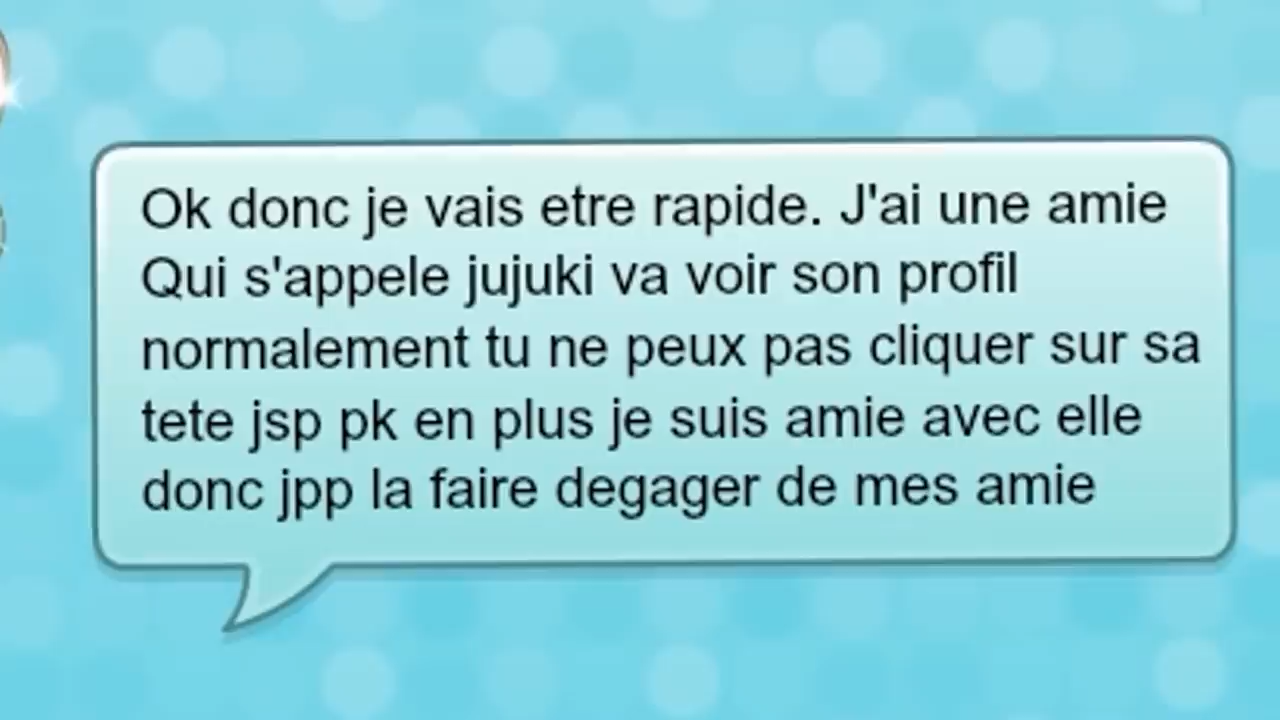 Ok donc je vais etre rapide. J'ai une amie
Qui s'appele jujuki va voir son profil
normalement tu ne peux pas cliquer sur sa
tete jsp pk en plus je suis amie avec elle
donc jpp la faire degager de mes amie